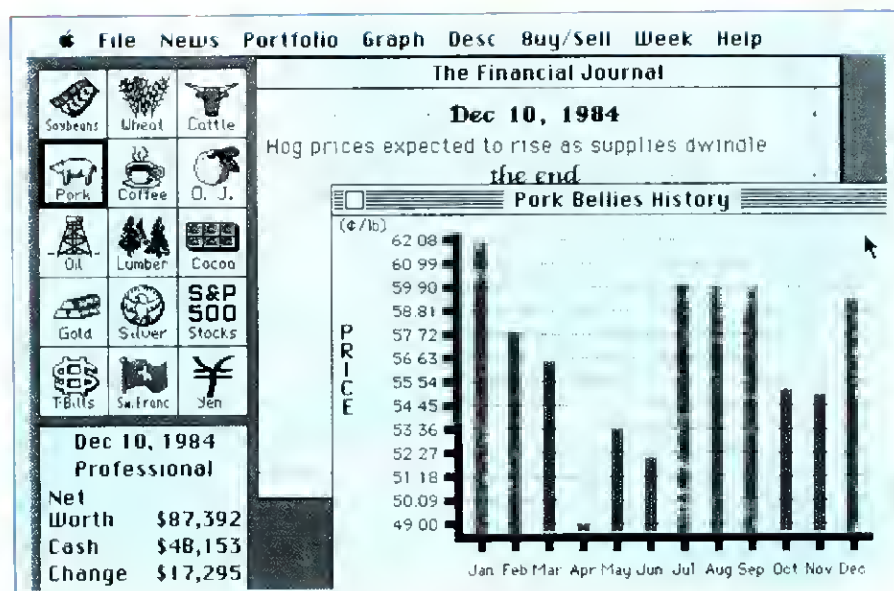 File News Portfolio Graph Desc Buy/Sell Week Help
The Financial Journal
Dec 10, 1984
Hog prices expected to rise as supplies dwindle
the end
Soybeans Wheat Cattle
Pork Coffee O. J.
Oil Lumber Cocoa
Gold Silver S&P 500 Stocks
T-Bills Sw.Franc Yen
Dec 10, 1984
Professional
Net
Worth $87,392
Cash $48,153
Change $17,295
Pork Bellies History
(¢/lb)
PRICE
62 08
60 99
59 90
58.81
57 72
56 63
55 54
54 45
53 36
52 27
51 18
50.09
49 00
Jan Feb Mar Apr May Jun Jul Aug Sep Oct Nov Dec